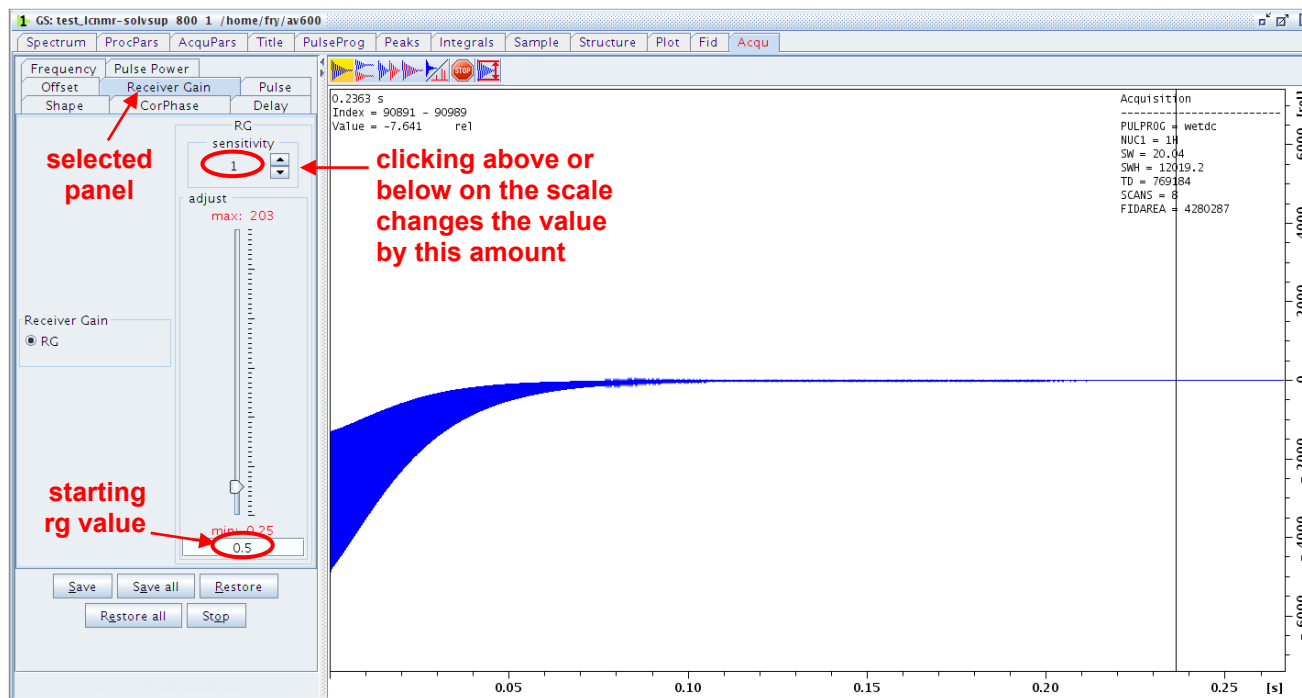 1 GS: test_lcnmr-solvsup 800 1 /home/fry/av600
Spectrum ProcPars AcquPars Title PulseProg Peaks Integrals Sample Structure Plot Fid Acqu
Frequency Pulse Power
Offset Receiver Gain Pulse
Shape CorPhase Delay
STOP
selected
panel
RG
sensitivity
1
adjust
max: 203
clicking above or
below on the scale
changes the value
by this amount
Receiver Gain
RG
starting
rg value
min: 0.25
0.5
Save Save all Restore
Restore all Stop
0.2363 s
Index = 90891 - 90989
Value = -7.641 rel
Acquisition
------------------------
PULPROG = wetdc
NUC1 = 1H
SW = 20.04
SWH = 12019.2
TD = 769184
SCANS = 8
FIDAREA = 4280287
[rel]
6000
4000
2000
0
-2000
-4000
-6000
0.05 0.10 0.15 0.20 0.25 [s]